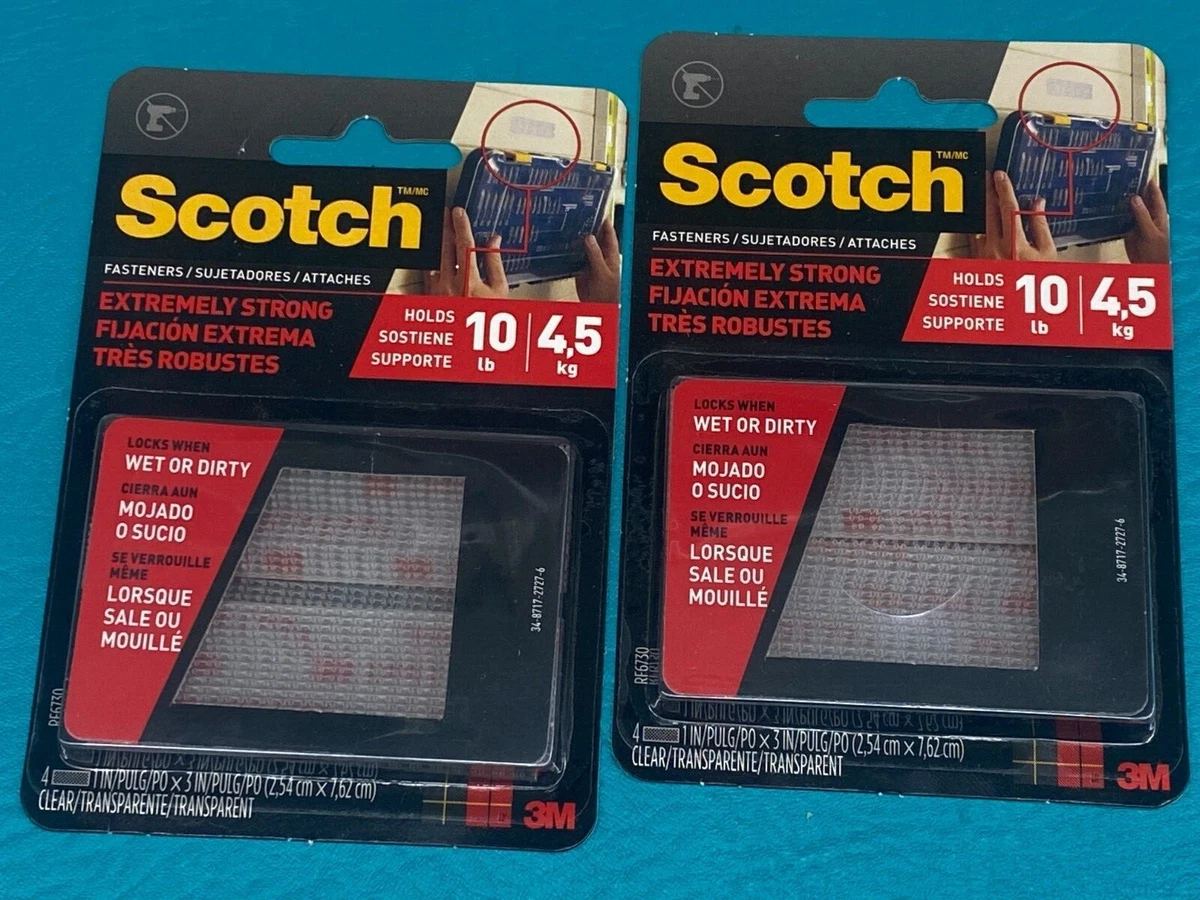 Scotch TM/MC
FASTENERS / SUJETADORES / ATTACHES
EXTREMELY STRONG
FIJACIÓN EXTREMA
TRÈS ROBUSTES
HOLDS
SOSTIENE
SUPPORTE
10 lb
4,5 kg
LOCKS WHEN
WET OR DIRTY
CIERRA AUN
MOJADO
O SUCIO
SE VERROUILLE
MÊME
LORSQUE
SALE OU
MOUILLÉ
34-8717-2727-6
RF6730
4 1 IN/PULG/PO x 3 IN/PULG/PO (2,54 cm x 7,62 cm)
CLEAR/TRANSPARENTE/TRANSPARENT
3M
Scotch TM/MC
FASTENERS / SUJETADORES / ATTACHES
EXTREMELY STRONG
FIJACIÓN EXTREMA
TRÈS ROBUSTES
HOLDS
SOSTIENE
SUPPORTE
10 lb
4,5 kg
LOCKS WHEN
WET OR DIRTY
CIERRA AUN
MOJADO
O SUCIO
SE VERROUILLE
MÊME
LORSQUE
SALE OU
MOUILLÉ
34-8717-2727-6
RF6730
4 1 IN/PULG/PO x 3 IN/PULG/PO (2,54 cm x 7,62 cm)
CLEAR/TRANSPARENTE/TRANSPARENT
3M